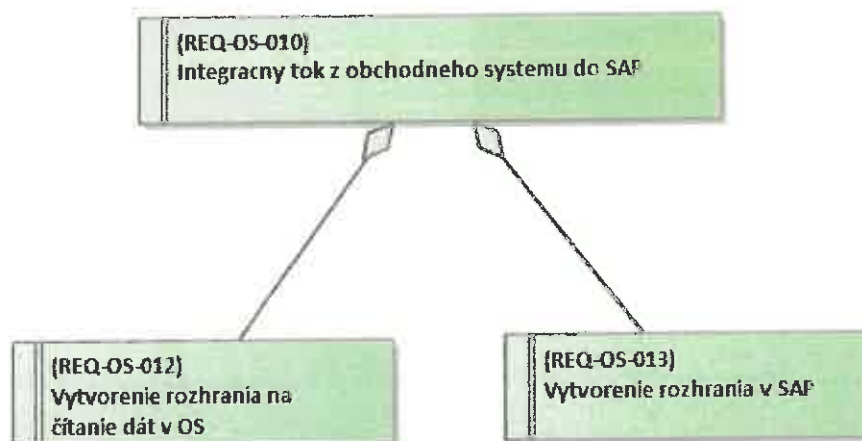 (REQ-OS-010)
Integracny tok z obchodneho systemu do SAP
(REQ-OS-012)
Vytvorenie rozhrania na
čítanie dát v OS
(REQ-OS-013)
Vytvorenie rozhrania v SAP